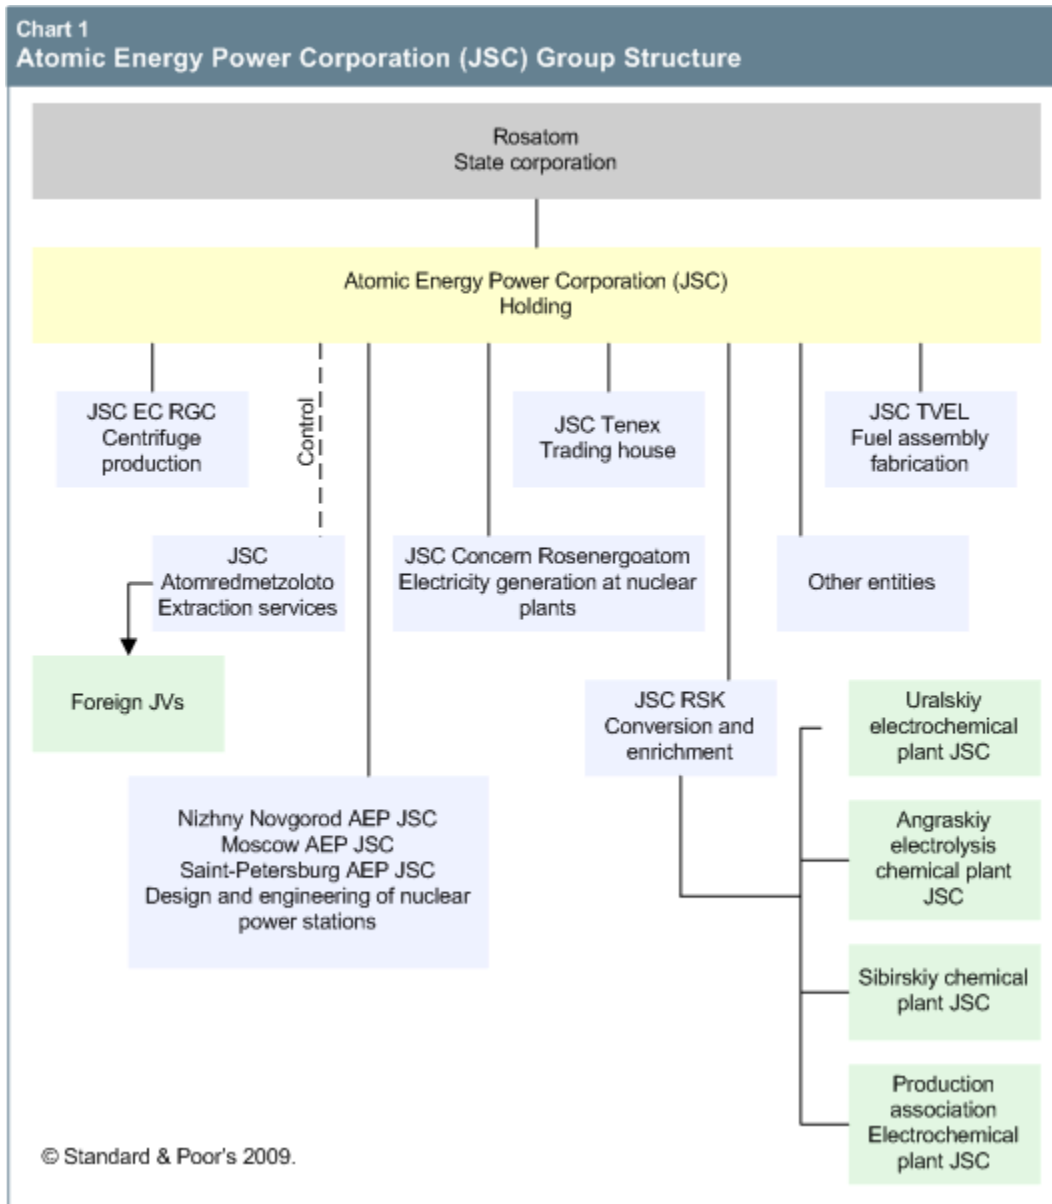 Chart 1
Atomic Energy Power Corporation (JSC) Group Structure
Rosatom
State corporation
Atomic Energy Power Corporation (JSC)
Holding
JSC EC RGC
Centrifuge
production
Control
JSC Tenex
Trading house
JSC TVEL
Fuel assembly
fabrication
JSC
Atomredmetzoloto
Extraction services
JSC Concern Rosenergoatom
Electricity generation at nuclear
plants
Other entities
Foreign JVs
JSC RSK
Conversion and
enrichment
Uralskiy
electrochemical
plant JSC
Nizhny Novgorod AEP JSC
Moscow AEP JSC
Saint-Petersburg AEP JSC
Design and engineering of nuclear
power stations
Angraskiy
electrolysis
chemical plant
JSC
Sibirskiy chemical
plant JSC
Production
association
Electrochemical
plant JSC
© Standard & Poor's 2009.